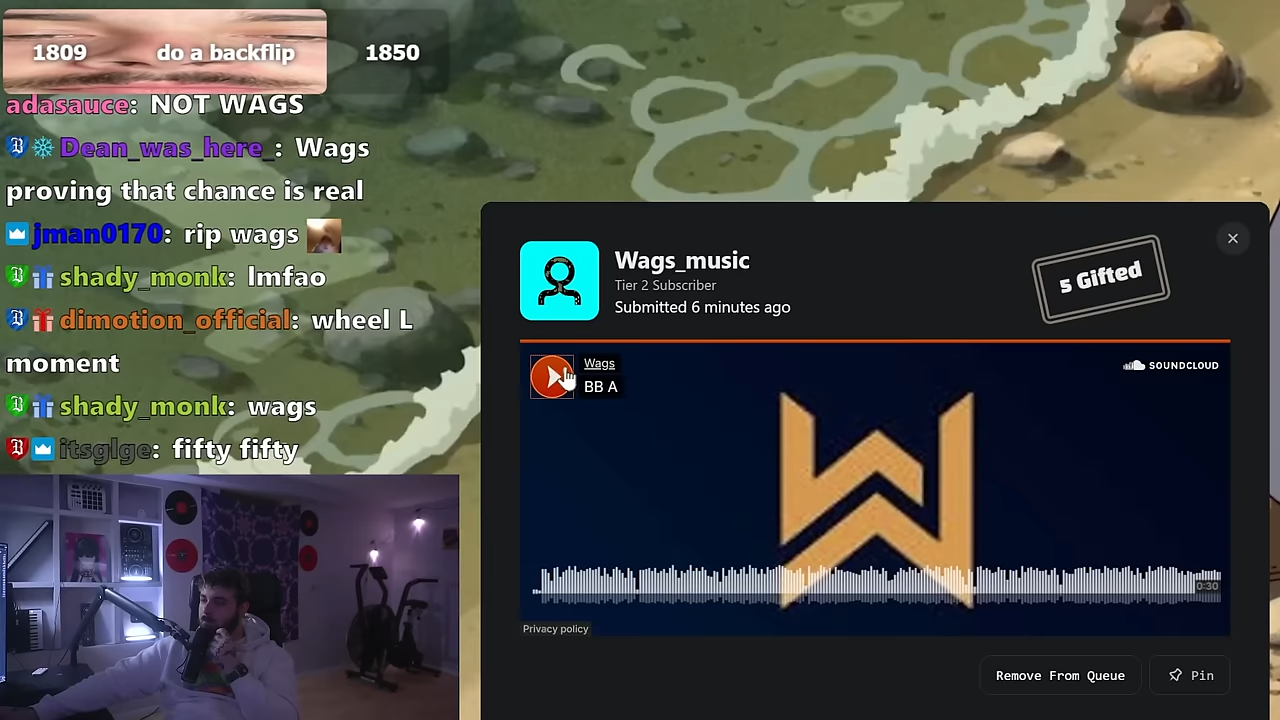 1809 do a backflip 1850
adasauce: NOT WAGS
Dean_was_here_: Wags
proving that chance is real
jman0170: rip wags
shady_monk: lmfao
dimotion_official: wheel L
moment
shady_monk: wags
itsglge: fifty fifty
Wags_music
Tier 2 Subscriber
Submitted 6 minutes ago
5 Gifted
Wags
BB A
SOUNDCLOUD
0:30
Privacy policy
Remove From Queue
Pin